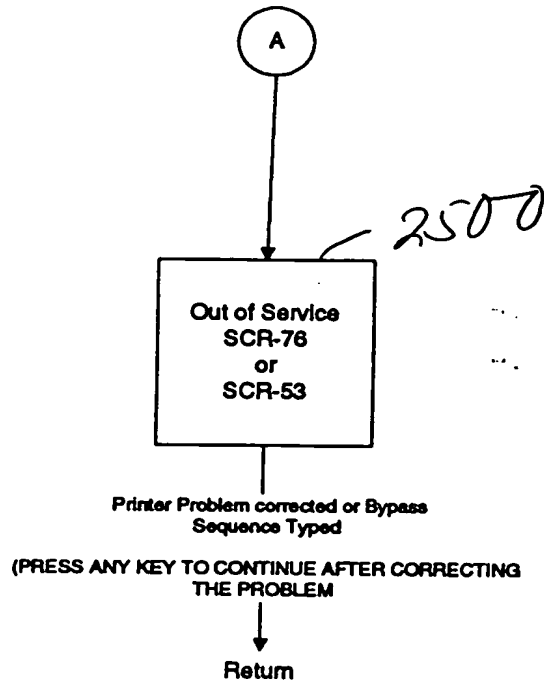 A
2500
Out of Service
SCR-76
or
SCR-53
Printer Problem corrected or Bypass
Sequence Typed
(PRESS ANY KEY TO CONTINUE AFTER CORRECTING
THE PROBLEM
Return